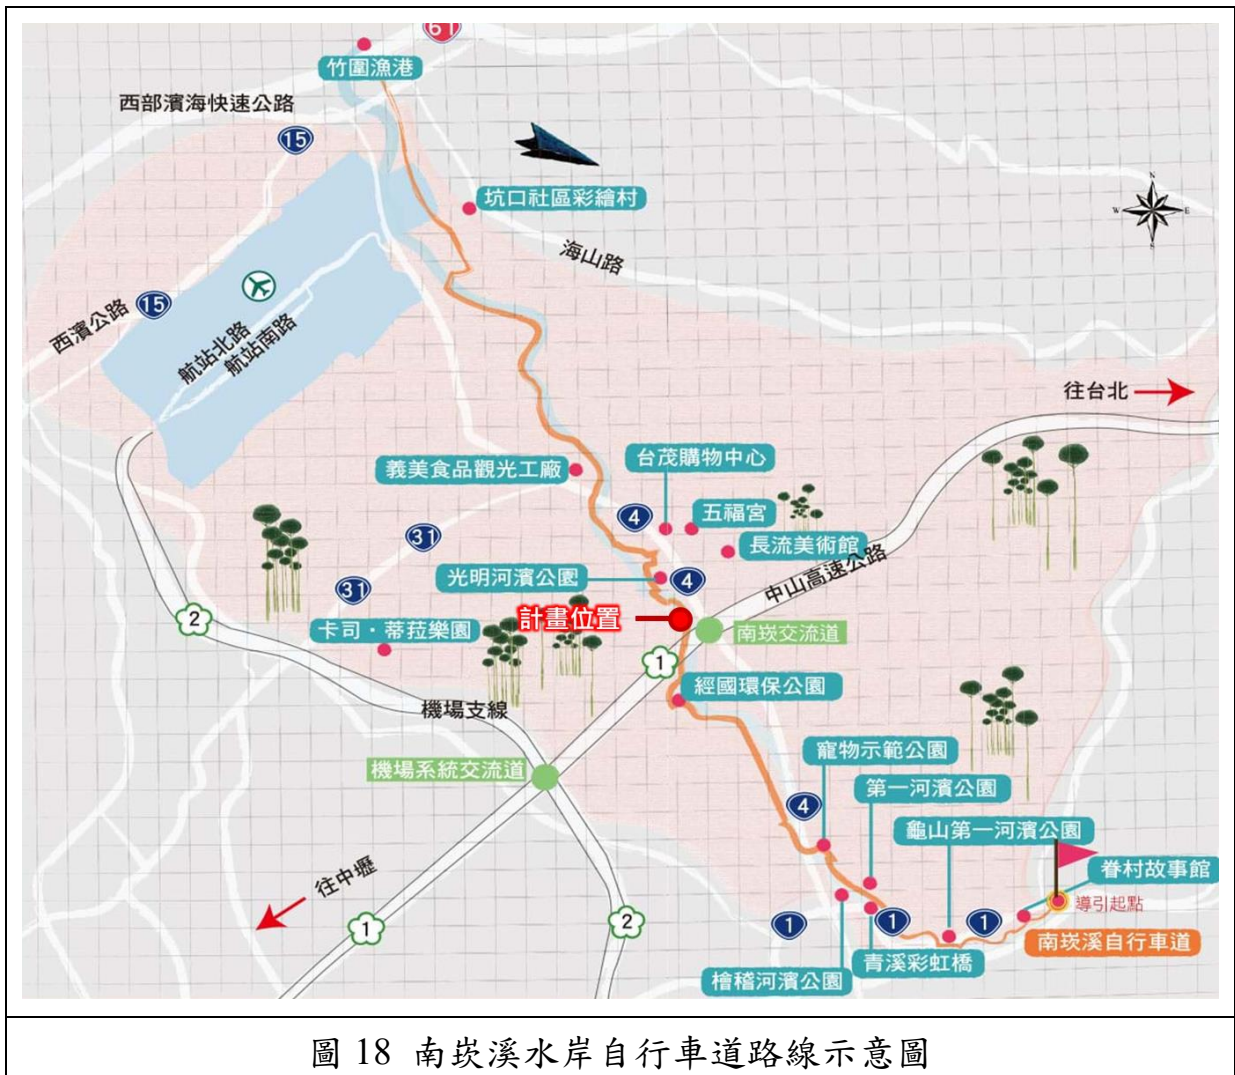 61
竹圍漁港
西部濱海快速公路
15
坑口社區彩繪村
N
W
E
S
海山路
15
西濱公路
航站北路
航站南路
往台北
台茂購物中心
義美食品觀光工廠
4
五福宮
31
長流美術館
光明河濱公園
4
中山高速公路
31
2
計畫位置
卡司・蒂菈樂園
南崁交流道
1
經國環保公園
機場支線
寵物示範公園
機場系統交流道
第一河濱公園
4
龜山第一河濱公園
往中壢
眷村故事館
導引起點
1
2
1
1
1
南崁溪自行車道
青溪彩虹橋
檜稽河濱公園
圖 18 南崁溪水岸自行車道路線示意圖